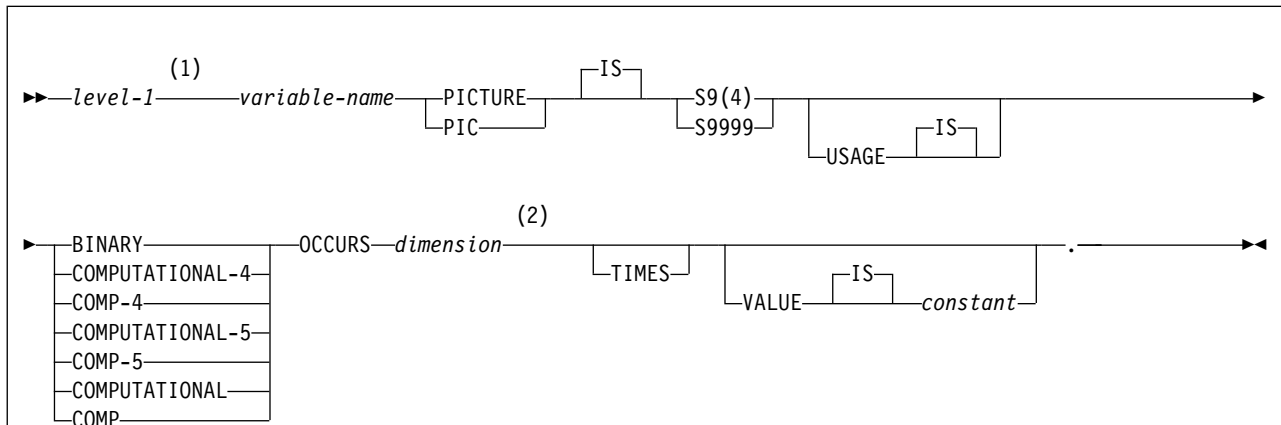 (1) IS
level-1 variable-name PICTURE S9(4)
PIC S9999 IS
USAGE
(2)
BINARY OCCURS dimension .
COMPUTATIONAL-4 TIMES IS
COMP-4 VALUE constant
COMPUTATIONAL-5
COMP-5
COMPUTATIONAL
COMP